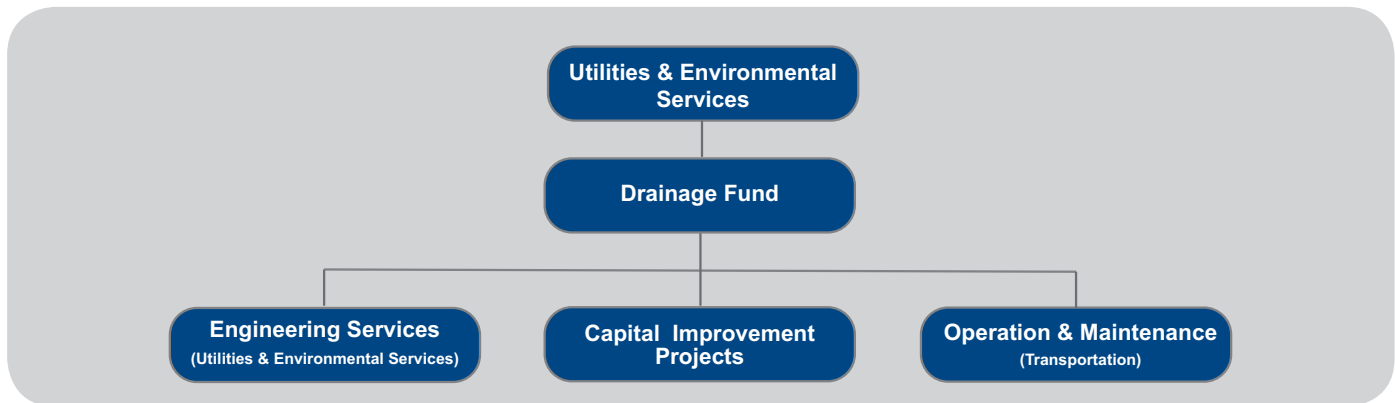 Utilities & Environmental
Services
Drainage Fund
Engineering Services
(Utilities & Environmental Services)
Capital Improvement
Projects
Operation & Maintenance
(Transportation)